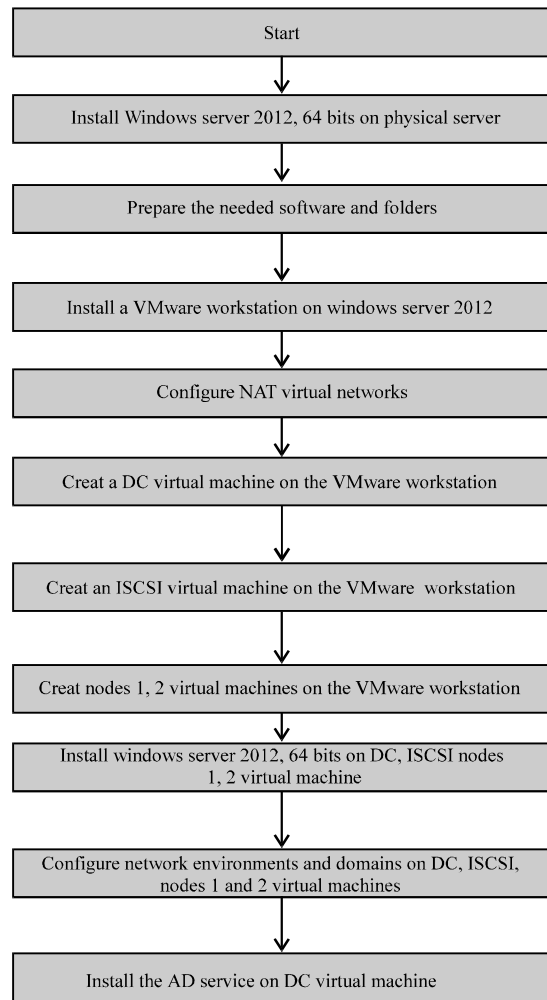 Start
Install Windows server 2012, 64 bits on physical server
Prepare the needed software and folders
Install a VMware workstation on windows server 2012
Configure NAT virtual networks
Creat a DC virtual machine on the VMware workstation
Creat an ISCSI virtual machine on the VMware workstation
Creat nodes 1, 2 virtual machines on the VMware workstation
Install windows server 2012, 64 bits on DC, ISCSI nodes
1, 2 virtual machine
Configure network environments and domains on DC, ISCSI,
nodes 1 and 2 virtual machines
Install the AD service on DC virtual machine